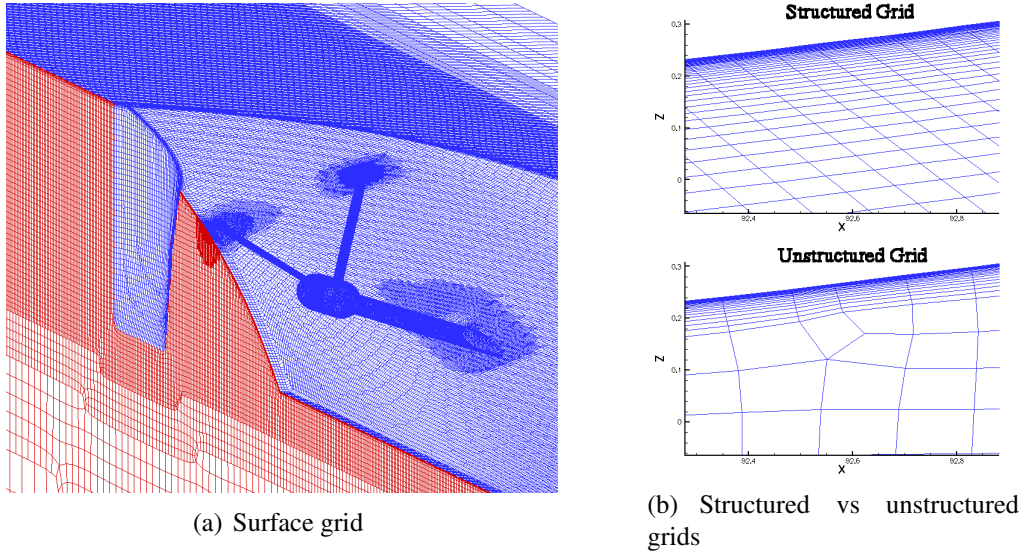 Structured Grid
0.3
0.2
Z
0.1
0
92.4
92.6
92.8
X
Unstructured Grid
0.3
0.2
Z
0.1
0
92.4
92.6
92.8
X
(a) Surface grid
(b) Structured vs unstructured
grids